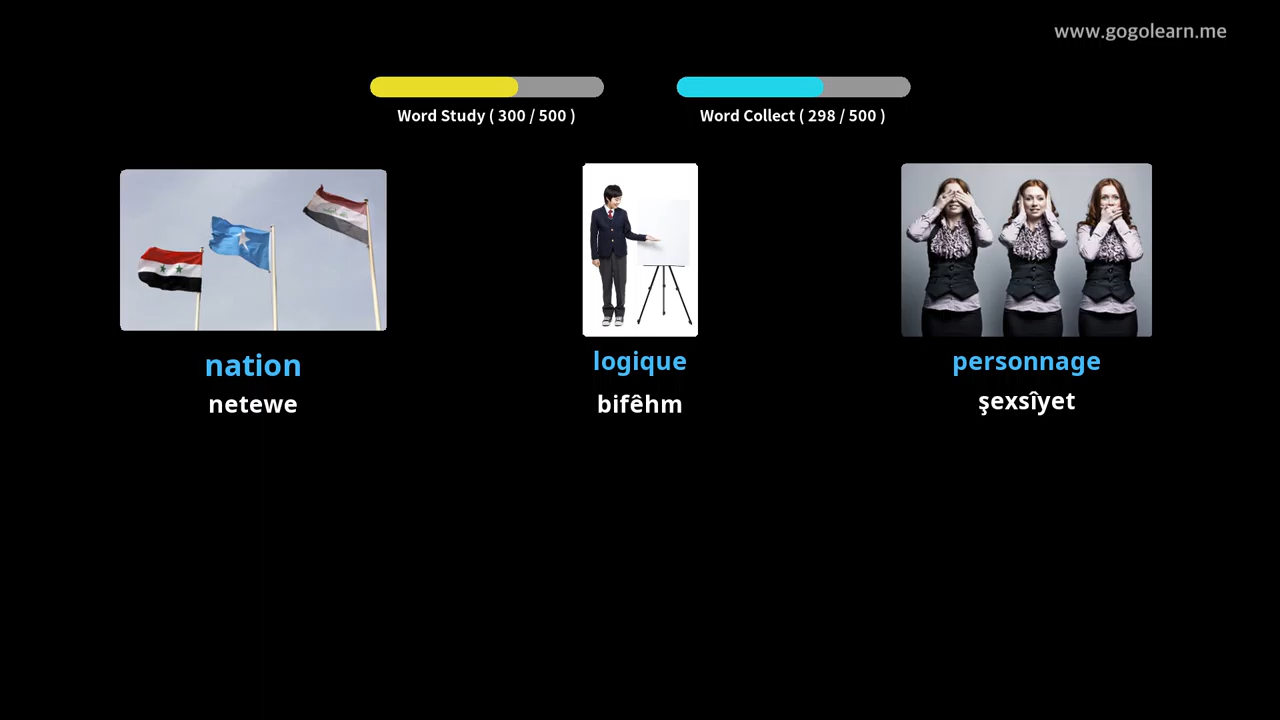 www.gogolearn.me
Word Study ( 300 / 500 )
Word Collect ( 298 / 500 )
nation
logique
personnage
netewe
bifêhm
şexsîyet